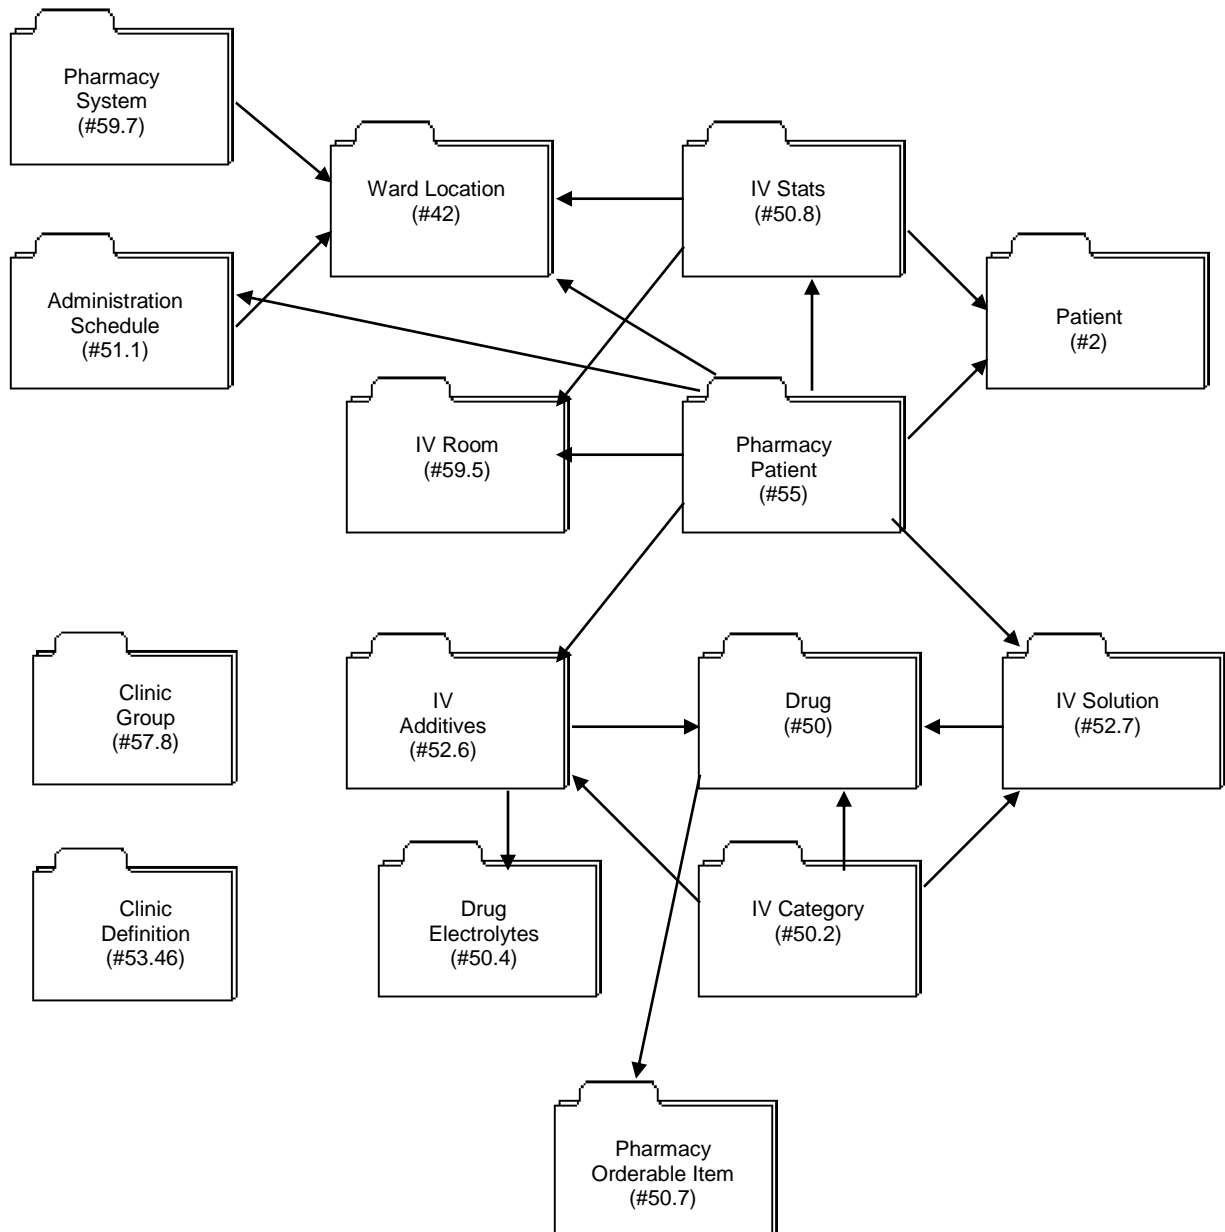 Pharmacy
System
(#59.7)
Ward Location
(#42)
IV Stats
(#50.8)
Administration
Schedule
(#51.1)
Patient
(#2)
IV Room
(#59.5)
Pharmacy
Patient
(#55)
Clinic
Group
(#57.8)
IV
Additives
(#52.6)
Drug
(#50)
IV Solution
(#52.7)
Clinic
Definition
(#53.46)
Drug
Electrolytes
(#50.4)
IV Category
(#50.2)
Pharmacy
Orderable Item
(#50.7)